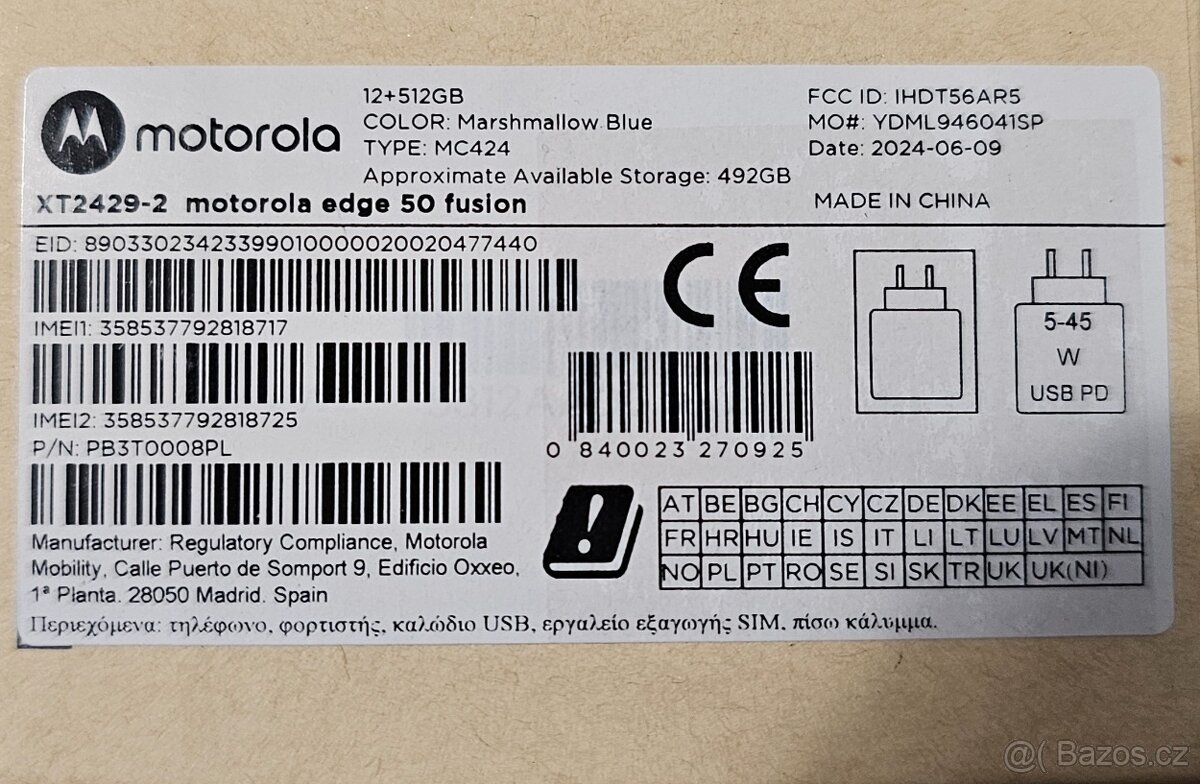 motorola
12+512GB
COLOR: Marshmallow Blue
TYPE: MC424
Approximate Available Storage: 492GB
FCC ID: IHDT56AR5
MO#: YDML946041SP
Date: 2024-06-09
XT2429-2 motorola edge 50 fusion
MADE IN CHINA
EID: 89033023423399010000020020477440
IMEI1: 358537792818717
IMEI2: 358537792818725
P/N: PB3T0008PL
0 840023 270925
CE
5-45
W
USB PD
AT BE BG CH CY CZ DE DK EE EL ES FI
FR HR HU IE IS IT LI LT LU LV MT NL
NO PL PT RO SE SI SK TR UK UK(NI)
Manufacturer: Regulatory Compliance, Motorola
Mobility, Calle Puerto de Somport 9, Edificio Oxxeo,
1ª Planta. 28050 Madrid. Spain
Περιεχόμενα: τηλέφωνο, φορτιστής, καλώδιο USB, εργαλείο εξαγωγής SIM, πίσω κάλυμμα.
@( Bazos.cz